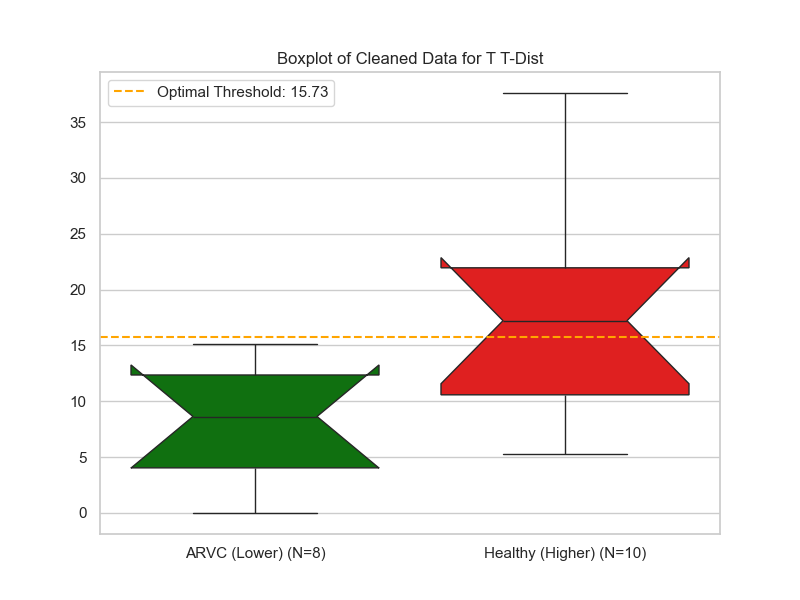 Boxplot of Cleaned Data for T T-Dist
Optimal Threshold: 15.73
35
30
25
20
15
10
5
0
ARVC (Lower) (N=8)
Healthy (Higher) (N=10)